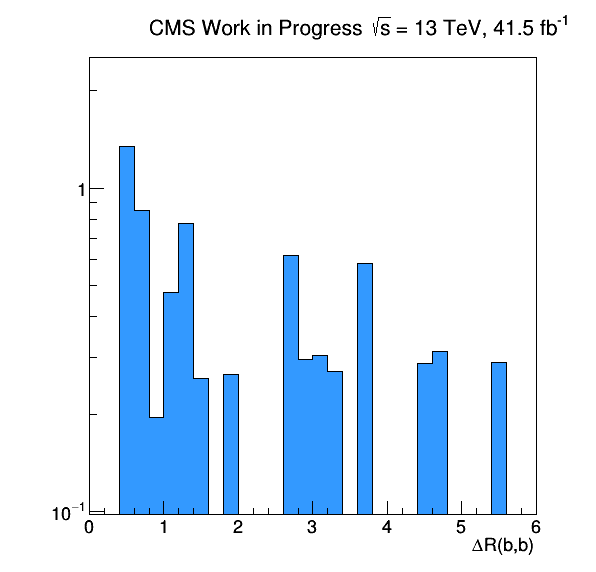 CMS Work in Progress √s = 13 TeV, 41.5 fb⁻¹
1
10⁻¹
0 1 2 3 4 5 6
ΔR(b,b)